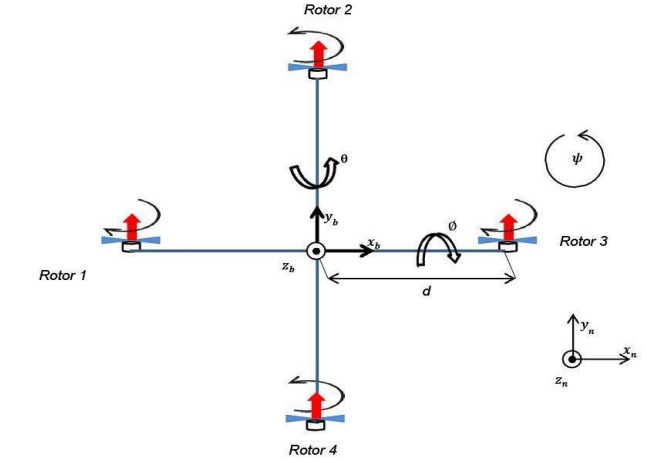 Rotor 2
θ
ψ
y_b
Ø
x_b
Rotor 3
z_b
Rotor 1
d
y_n
x_n
z_n
Rotor 4